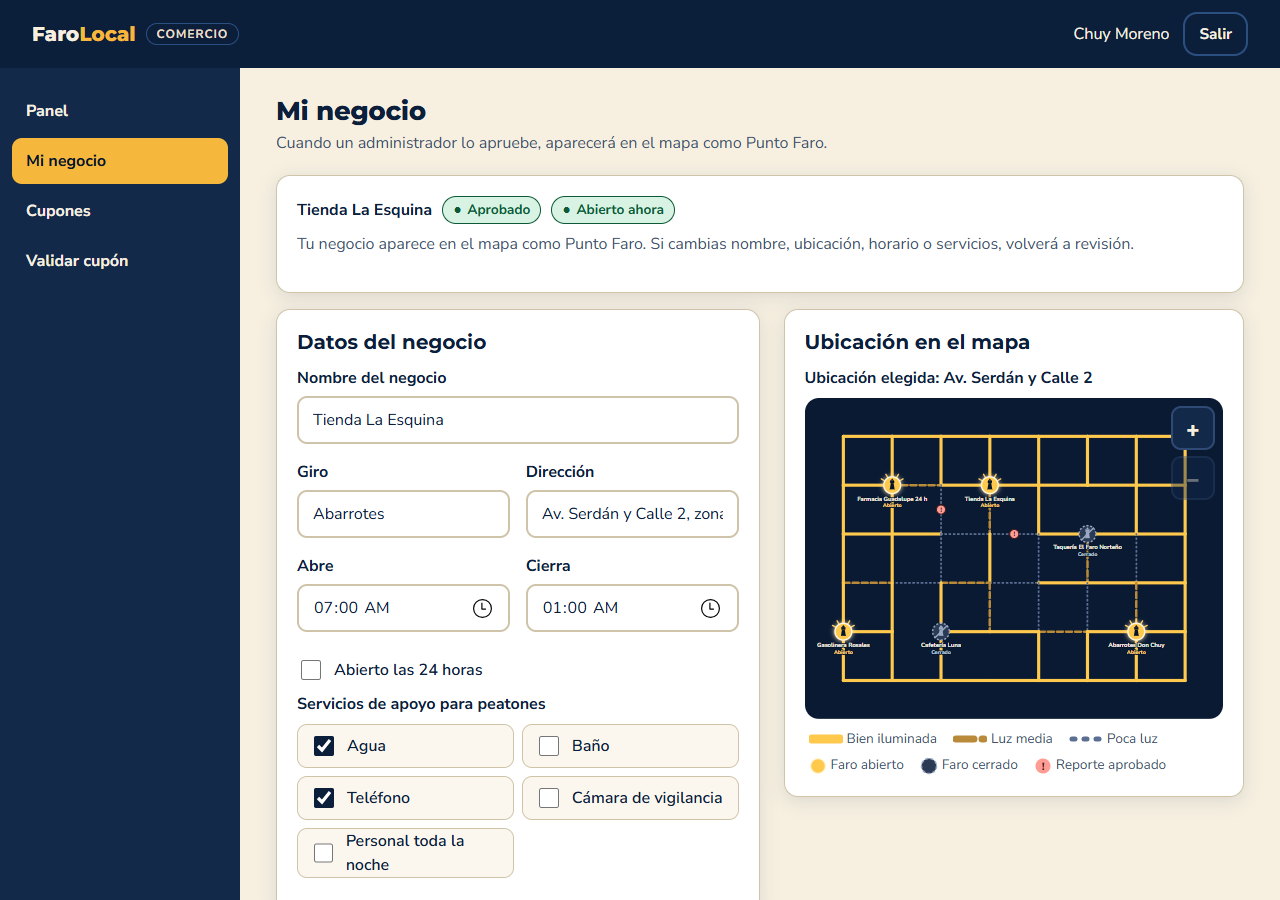 FaroLocal COMERCIO
Chuy Moreno
Salir
Panel
Mi negocio
Cupones
Validar cupón
Mi negocio
Cuando un administrador lo apruebe, aparecerá en el mapa como Punto Faro.
Tienda La Esquina
Aprobado
Abierto ahora
Tu negocio aparece en el mapa como Punto Faro. Si cambias nombre, ubicación, horario o servicios, volverá a revisión.
Datos del negocio
Nombre del negocio
Tienda La Esquina
Giro
Dirección
Abarrotes
Av. Serdán y Calle 2, zona
Abre
Cierra
07:00 AM
01:00 AM
Abierto las 24 horas
Servicios de apoyo para peatones
Agua
Baño
Teléfono
Cámara de vigilancia
Personal toda la
noche
Ubicación en el mapa
Ubicación elegida: Av. Serdán y Calle 2
+
−
Farmacia Guadalupe 24 h
Abierto
Tienda La Esquina
Abierto
!
!
Taquería El Faro Norteño
Cerrado
Gasolinera Rosales
Abierto
Cafetería Luna
Cerrado
Abarrotes Don Chuy
Abierto
Bien iluminada
Luz media
Poca luz
Faro abierto
Faro cerrado
! Reporte aprobado